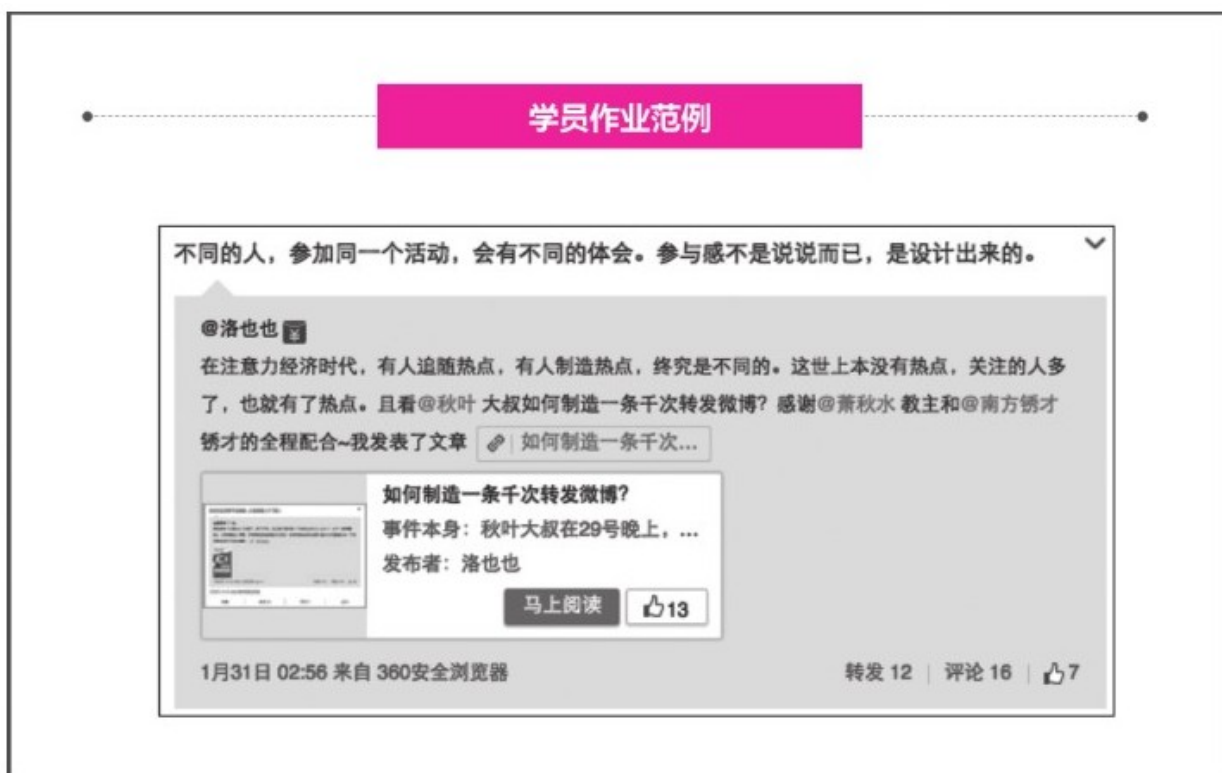 学员作业范例
不同的人，参加同一个活动，会有不同的体会。参与感不是说说而已，是设计出来的。
@洛也也
在注意力经济时代，有人追随热点，有人制造热点，终究是不同的。这世上本没有热点，关注的人多
了，也就有了热点。且看@秋叶 大叔如何制造一条千次转发微博？感谢@萧秋水 教主和@南方锈才
锈才的全程配合~我发表了文章 如何制造一条千次...
如何制造一条千次转发微博？
事件本身：秋叶大叔在29号晚上，...
发布者：洛也也
马上阅读 13
1月31日 02:56 来自 360安全浏览器 转发 12 | 评论 16 | 7